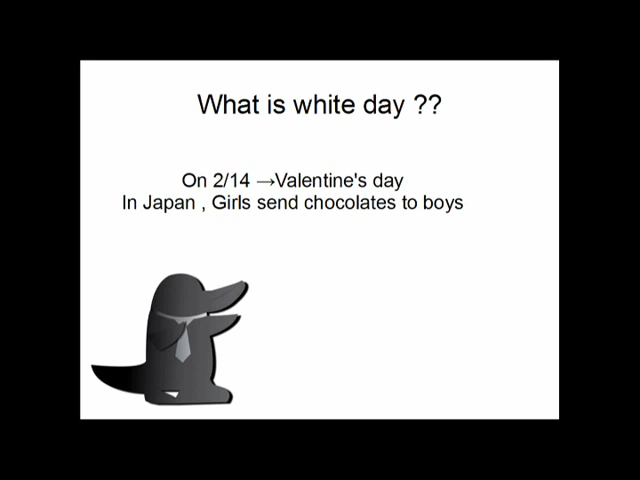 What is white day ??
On 2/14 →Valentine's day
In Japan , Girls send chocolates to boys